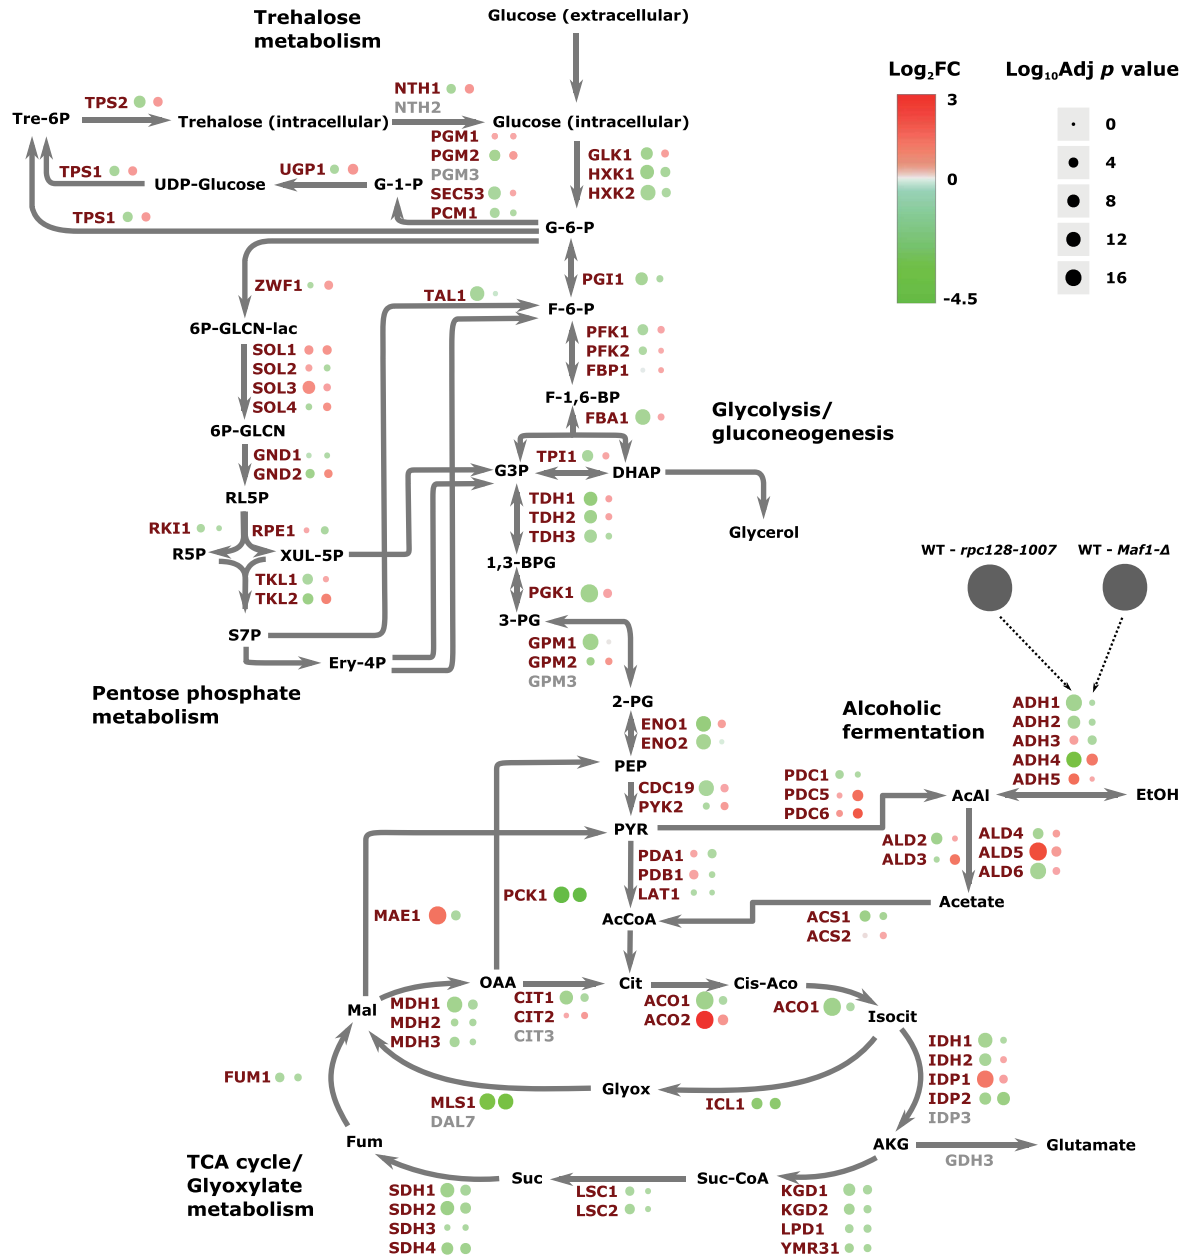 Trehalose
metabolism
Glucose (extracellular)
Log₂FC
3
0
-4.5
Log₁₀Adj p value
0
4
8
12
16
Tre-6P
TPS2
Trehalose (intracellular)
NTH1
NTH2
Glucose (intracellular)
PGM1
PGM2
PGM3
SEC53
PCM1
GLK1
HXK1
HXK2
TPS1
UDP-Glucose
UGP1
G-1-P
TPS1
G-6-P
ZWF1
TAL1
PGI1
6P-GLCN-lac
F-6-P
SOL1
SOL2
SOL3
SOL4
PFK1
PFK2
FBP1
F-1,6-BP
6P-GLCN
FBA1
Glycolysis/
gluconeogenesis
GND1
GND2
TPI1
G3P
DHAP
RL5P
TDH1
TDH2
TDH3
Glycerol
RKI1
RPE1
R5P
XUL-5P
1,3-BPG
TKL1
TKL2
PGK1
3-PG
S7P
Ery-4P
GPM1
GPM2
GPM3
WT - rpc128-1007
WT - Maf1-Δ
Pentose phosphate
metabolism
2-PG
Alcoholic
fermentation
ADH1
ADH2
ADH3
ADH4
ADH5
ENO1
ENO2
PEP
CDC19
PYK2
PDC1
PDC5
PDC6
AcAl
EtOH
PYR
ALD2
ALD3
ALD4
ALD5
ALD6
PDA1
PDB1
LAT1
PCK1
MAE1
Acetate
AcCoA
ACS1
ACS2
OAA
Cit
Cis-Aco
Mal
MDH1
MDH2
MDH3
CIT1
CIT2
CIT3
ACO1
ACO2
ACO1
Isocit
IDH1
IDH2
IDP1
IDP2
IDP3
FUM1
Glyox
MLS1
DAL7
ICL1
Fum
AKG
Glutamate
GDH3
TCA cycle/
Glyoxylate
metabolism
Suc
Suc-CoA
SDH1
SDH2
SDH3
SDH4
LSC1
LSC2
KGD1
KGD2
LPD1
YMR31